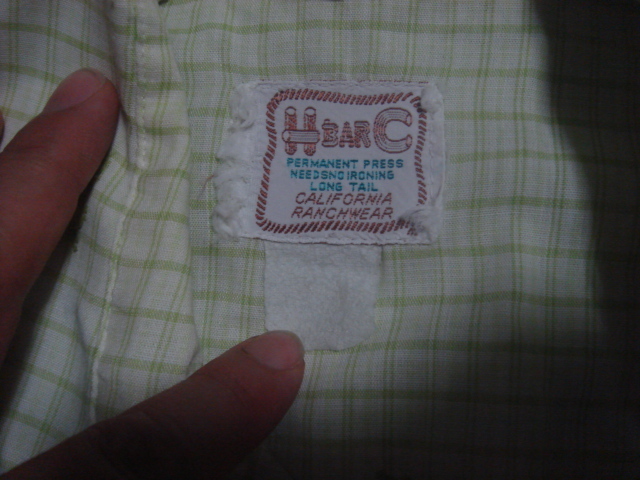 H BAR C
PERMANENT PRESS
NEEDS NO IRONING
LONG TAIL
CALIFORNIA
RANCHWEAR